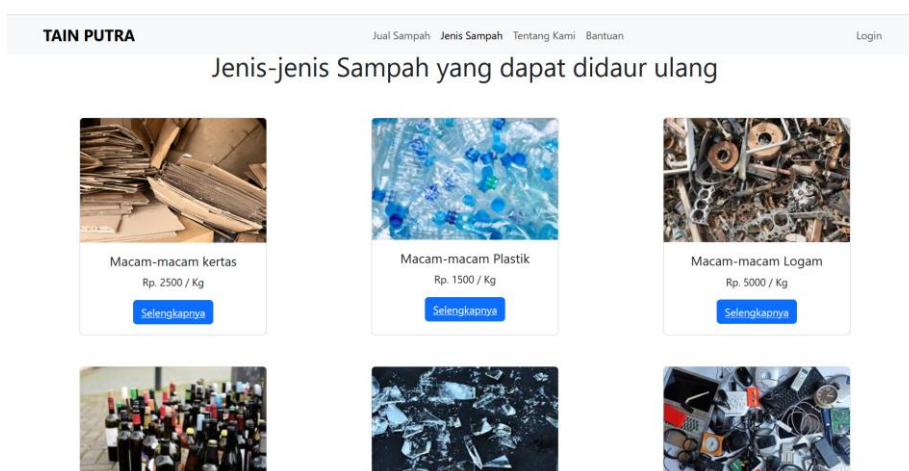 TAIN PUTRA Jual Sampah Jenis Sampah Tentang Kami Bantuan Login
Jenis-jenis Sampah yang dapat didaur ulang
Macam-macam kertas
Rp. 2500 / Kg
Selengkapnya
Macam-macam Plastik
Rp. 1500 / Kg
Selengkapnya
Macam-macam Logam
Rp. 5000 / Kg
Selengkapnya